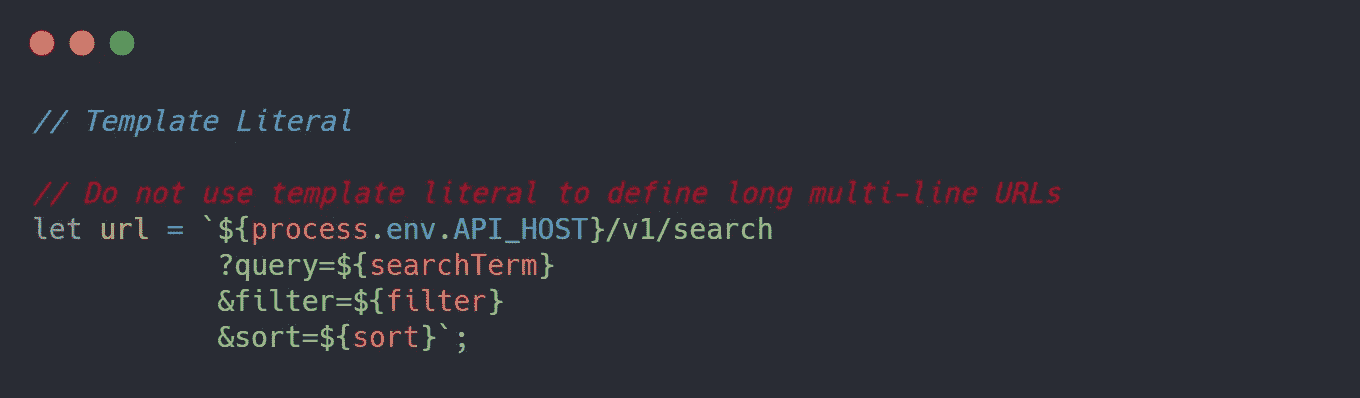 // Template Literal
// Do not use template literal to define long multi-line URLs
let url = `${process.env.API_HOST}/v1/search
?query=${searchTerm}
&filter=${filter}
&sort=${sort}`;